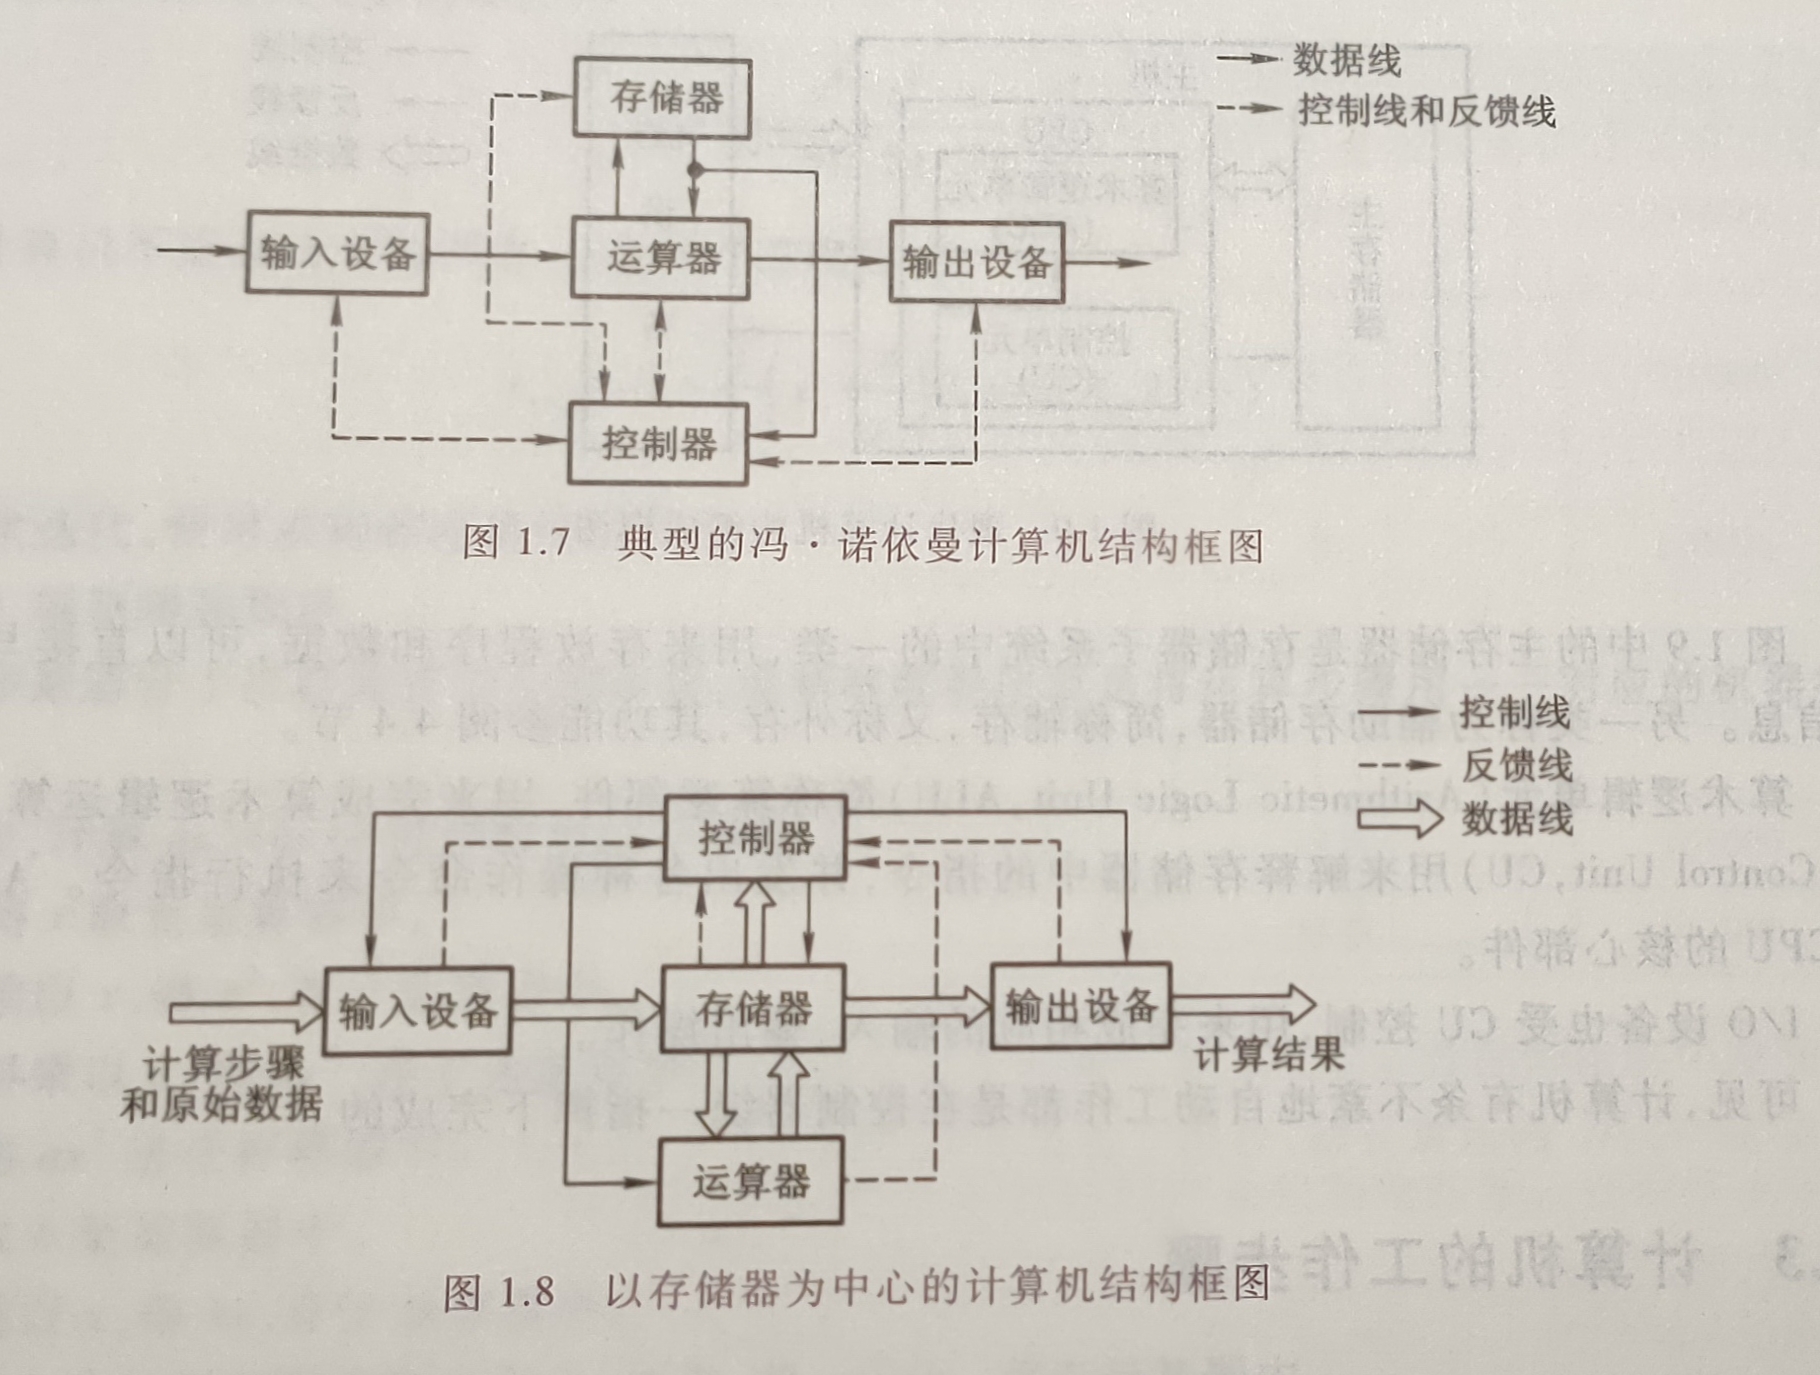 数据线
控制线和反馈线
存储器
输入设备
运算器
输出设备
控制器
图 1.7 典型的冯·诺依曼计算机结构框图
控制线
反馈线
数据线
控制器
输入设备
存储器
输出设备
计算步骤
和原始数据
计算结果
运算器
图 1.8 以存储器为中心的计算机结构框图